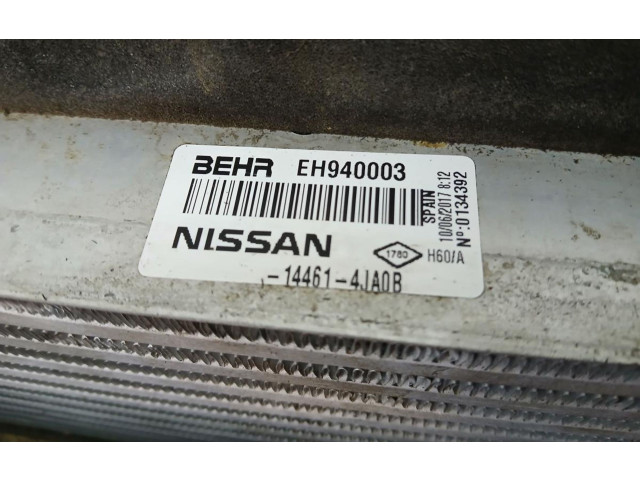 BEHR EH940003
NISSAN
1780
H60/A
-14461-4JA0B
SPAIN
10/06/2017 8:12
Nº:0134392